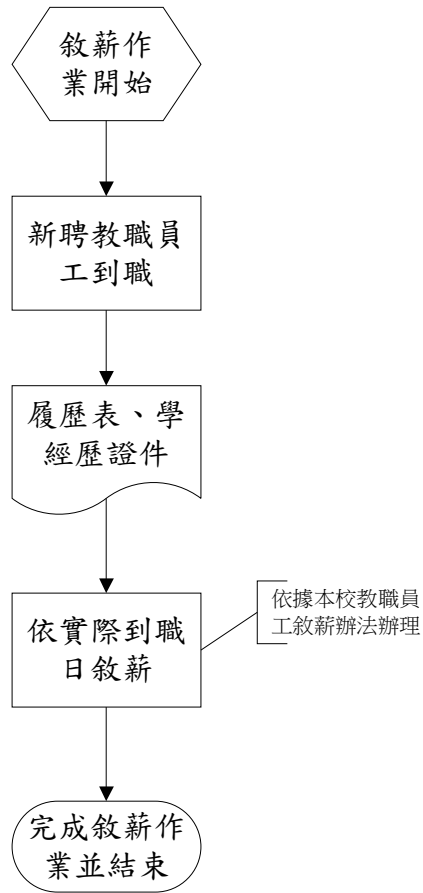 敘薪作
業開始
新聘教職員
工到職
履歷表、學
經歷證件
依實際到職
日敘薪
依據本校教職員
工敘薪辦法辦理
完成敘薪作
業並結束